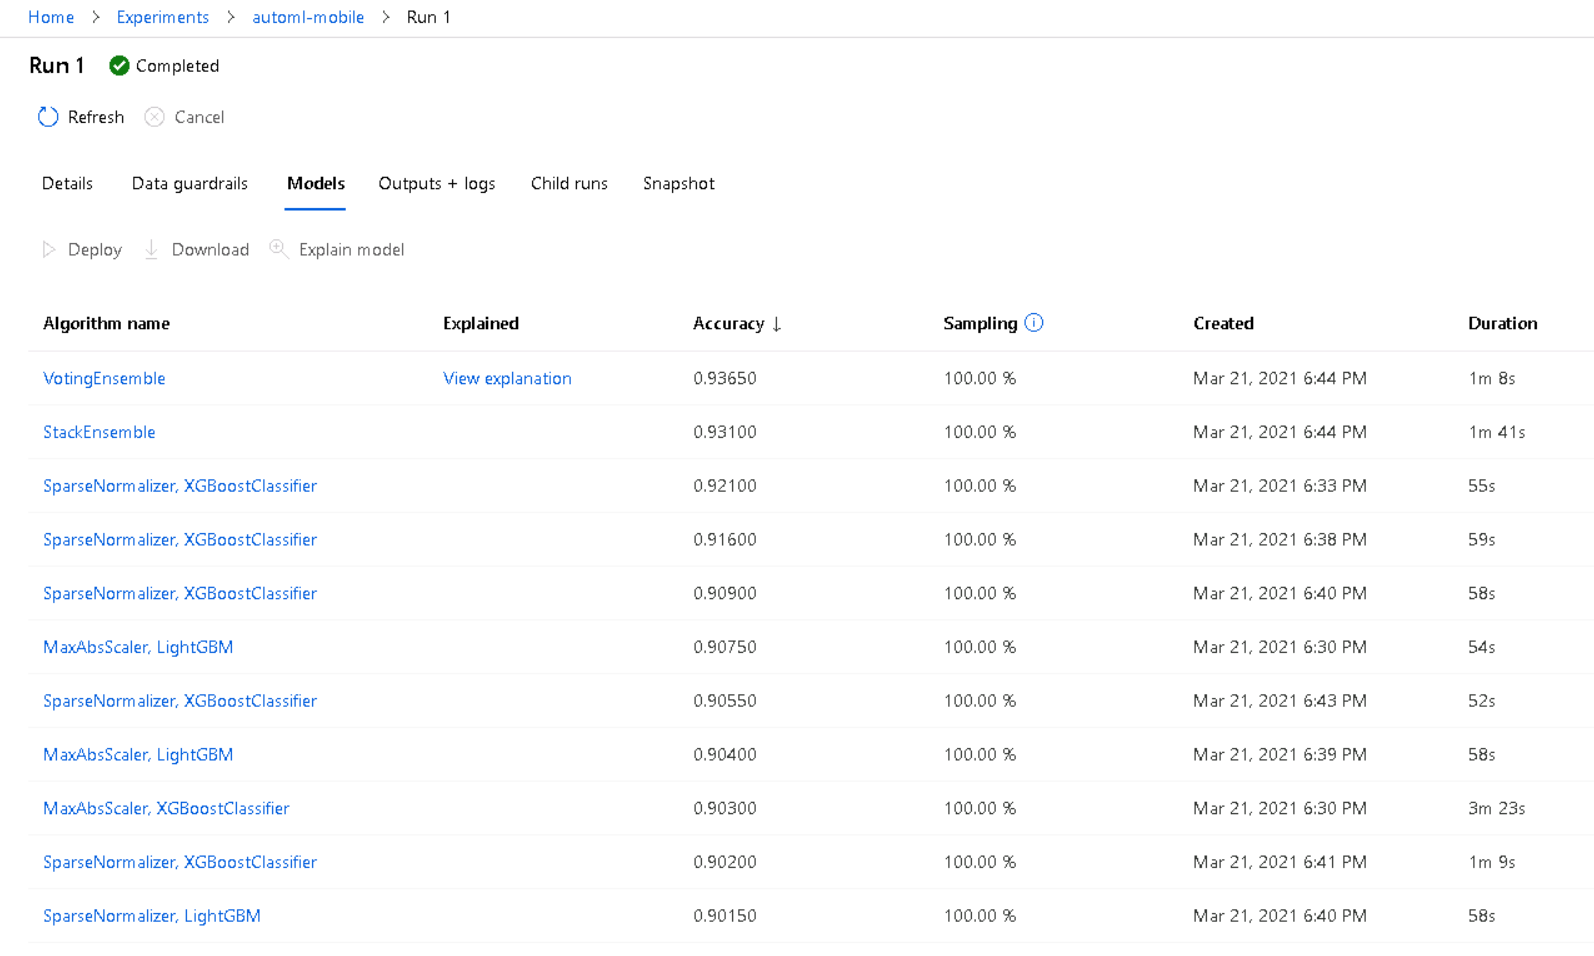 Home > Experiments > automl-mobile > Run 1
Run 1 Completed
Refresh Cancel
Details Data guardrails Models Outputs + logs Child runs Snapshot
Deploy Download Explain model
Algorithm name Explained Accuracy ↓ Sampling Created Duration
VotingEnsemble View explanation 0.93650 100.00 % Mar 21, 2021 6:44 PM 1m 8s
StackEnsemble 0.93100 100.00 % Mar 21, 2021 6:44 PM 1m 41s
SparseNormalizer, XGBoostClassifier 0.92100 100.00 % Mar 21, 2021 6:33 PM 55s
SparseNormalizer, XGBoostClassifier 0.91600 100.00 % Mar 21, 2021 6:38 PM 59s
SparseNormalizer, XGBoostClassifier 0.90900 100.00 % Mar 21, 2021 6:40 PM 58s
MaxAbsScaler, LightGBM 0.90750 100.00 % Mar 21, 2021 6:30 PM 54s
SparseNormalizer, XGBoostClassifier 0.90550 100.00 % Mar 21, 2021 6:43 PM 52s
MaxAbsScaler, LightGBM 0.90400 100.00 % Mar 21, 2021 6:39 PM 58s
MaxAbsScaler, XGBoostClassifier 0.90300 100.00 % Mar 21, 2021 6:30 PM 3m 23s
SparseNormalizer, XGBoostClassifier 0.90200 100.00 % Mar 21, 2021 6:41 PM 1m 9s
SparseNormalizer, LightGBM 0.90150 100.00 % Mar 21, 2021 6:40 PM 58s